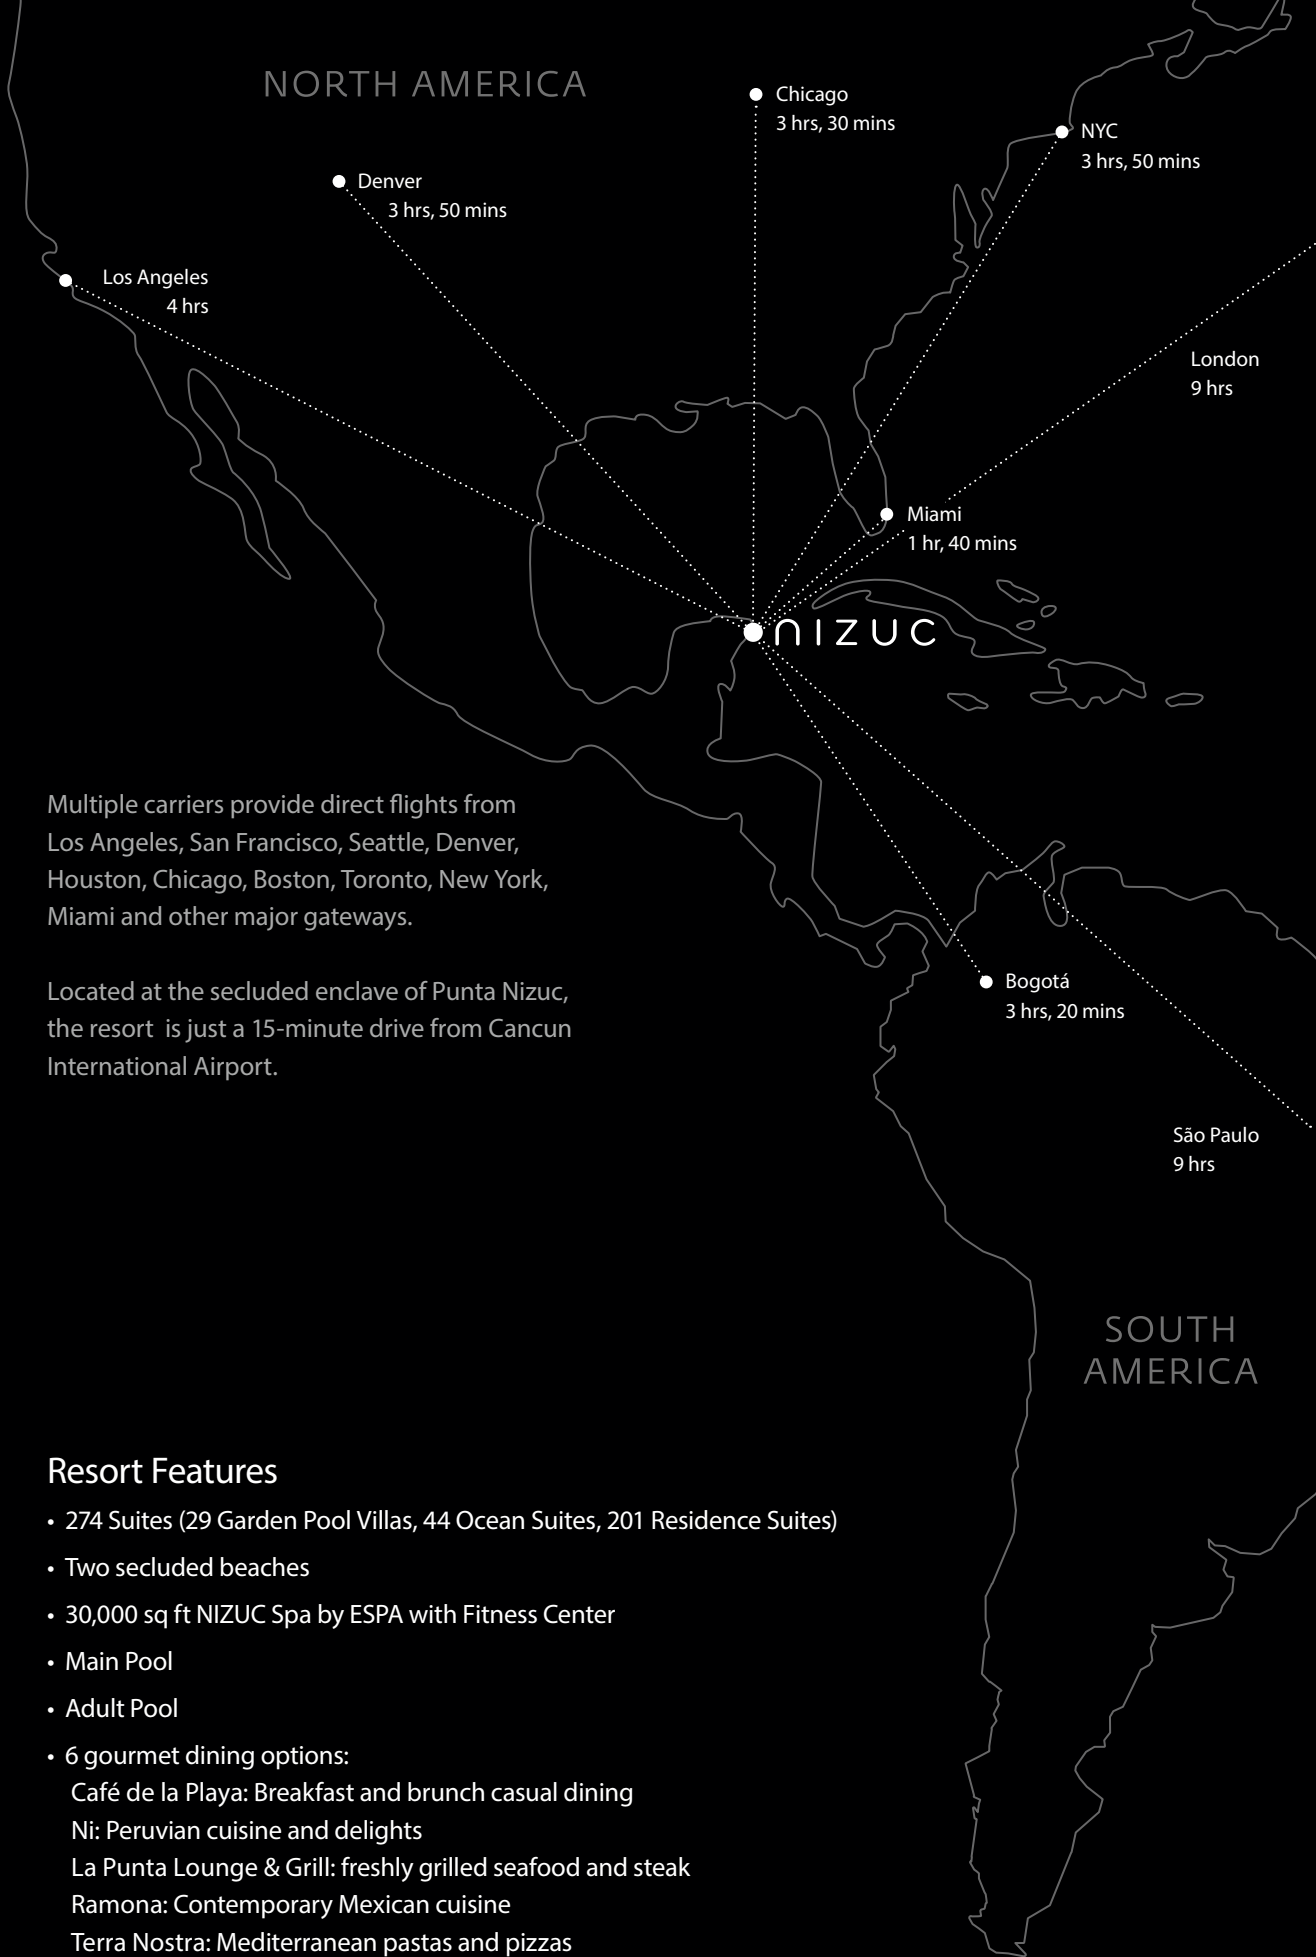 NORTH AMERICA
Chicago
3 hrs, 30 mins
NYC
3 hrs, 50 mins
Denver
3 hrs, 50 mins
Los Angeles
4 hrs
London
9 hrs
Miami
1 hr, 40 mins
NIZUC
Multiple carriers provide direct flights from
Los Angeles, San Francisco, Seattle, Denver,
Houston, Chicago, Boston, Toronto, New York,
Miami and other major gateways.
Located at the secluded enclave of Punta Nizuc,
the resort is just a 15-minute drive from Cancun
International Airport.
Bogotá
3 hrs, 20 mins
São Paulo
9 hrs
SOUTH
AMERICA
Resort Features
• 274 Suites (29 Garden Pool Villas, 44 Ocean Suites, 201 Residence Suites)
• Two secluded beaches
• 30,000 sq ft NIZUC Spa by ESPA with Fitness Center
• Main Pool
• Adult Pool
• 6 gourmet dining options:
Café de la Playa: Breakfast and brunch casual dining
Ni: Peruvian cuisine and delights
La Punta Lounge & Grill: freshly grilled seafood and steak
Ramona: Contemporary Mexican cuisine
Terra Nostra: Mediterranean pastas and pizzas